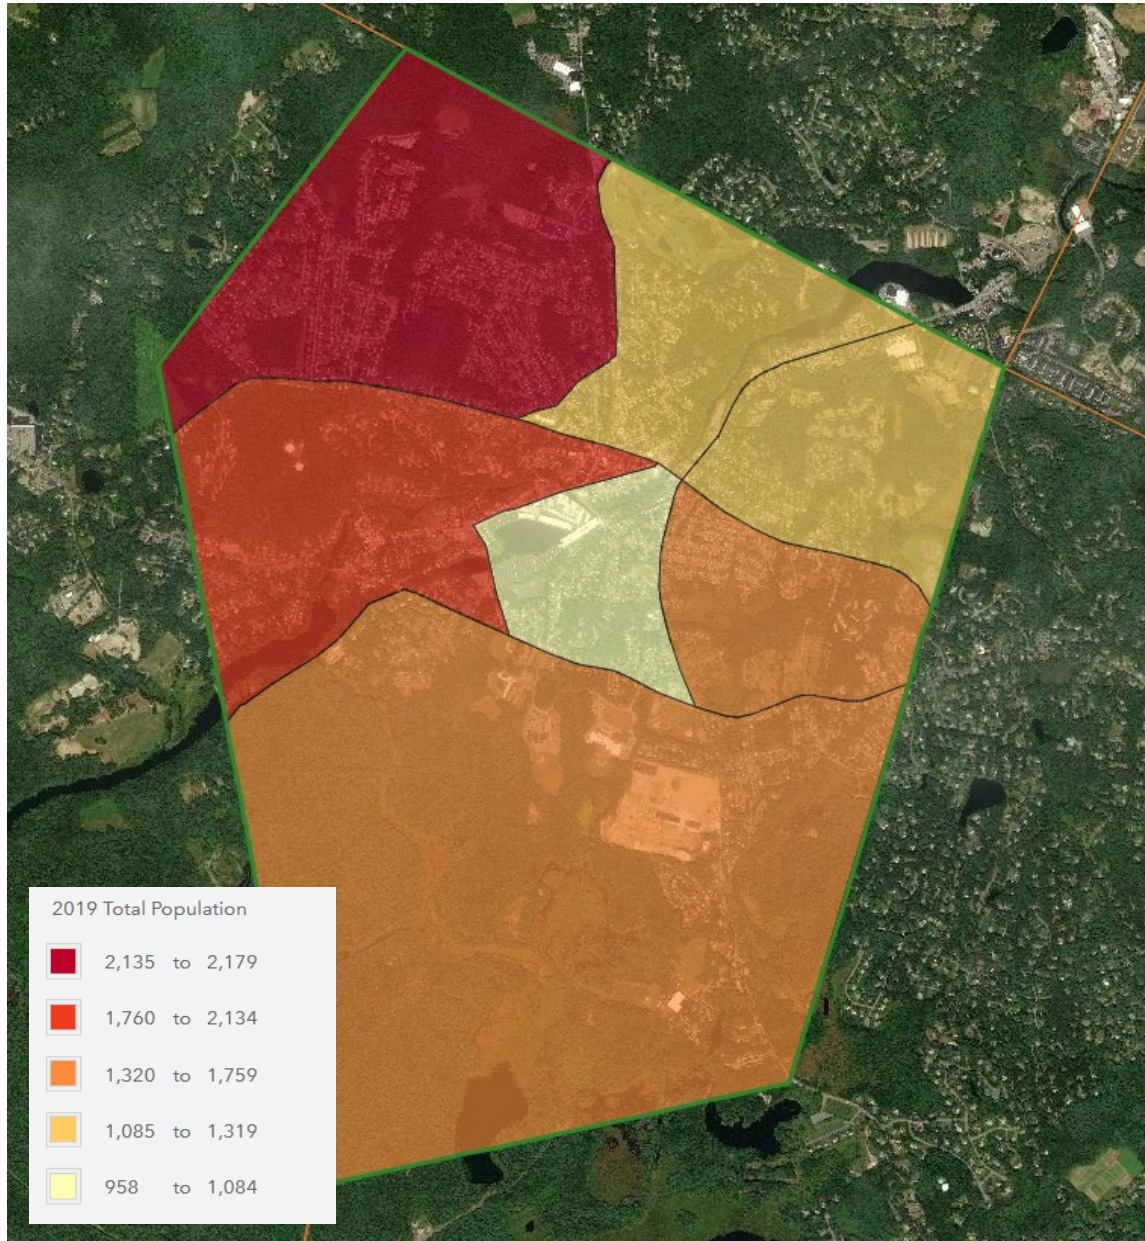 2019 Total Population
2,135 to 2,179
1,760 to 2,134
1,320 to 1,759
1,085 to 1,319
958 to 1,084